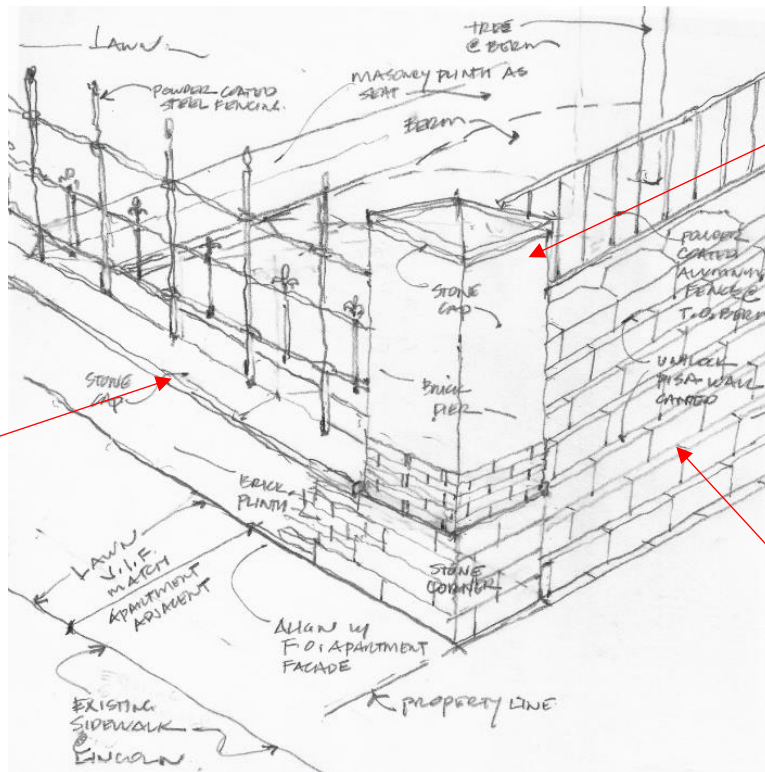 LAWN
TREE
@ BERM
POWDER COATED
STEEL FENCING
MASONRY PLINTH AS
SEAT
BERM
STONE
CAP
POWDER
COATED
ALUMINUM
FENCE @
T.O. BERM
STONE
CAP
BRICK
PIER
UNILOCK
PISA WALL
CANTED
BRICK
PLINTH
STONE
CORNER
LAWN
V.I.F.
MATCH
APARTMENT
ADJACENT
ALIGN W/
F.O. APARTMENT
FACADE
PROPERTY LINE
EXISTING
SIDEWALK
@
LINCOLN